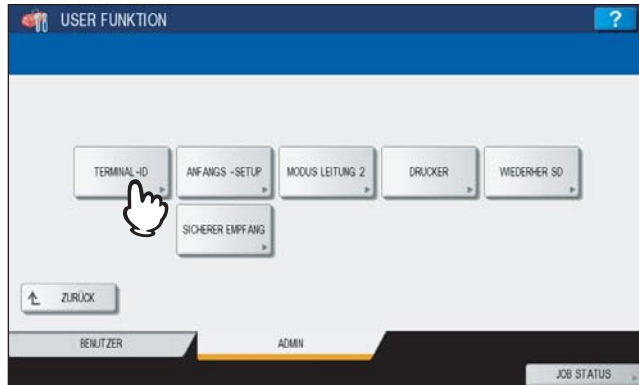 USER FUNKTION
?
TERMINAL-ID
ANFANGS -SETUP
MODUS LEITUNG 2
DRUCKER
WIEDERHER SD
SICHERER EMPFANG
ZURÜCK
BENUTZER
ADMIN
JOB STATUS